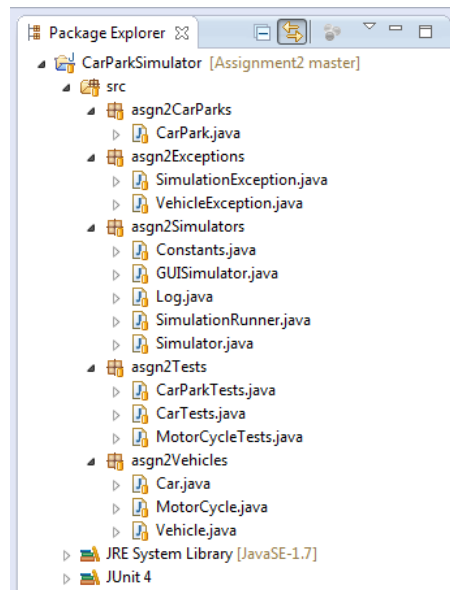 Package Explorer
CarParkSimulator [Assignment2 master]
src
asgn2CarParks
CarPark.java
asgn2Exceptions
SimulationException.java
VehicleException.java
asgn2Simulators
Constants.java
GUISimulator.java
Log.java
SimulationRunner.java
Simulator.java
asgn2Tests
CarParkTests.java
CarTests.java
MotorCycleTests.java
asgn2Vehicles
Car.java
MotorCycle.java
Vehicle.java
JRE System Library [JavaSE-1.7]
JUnit 4